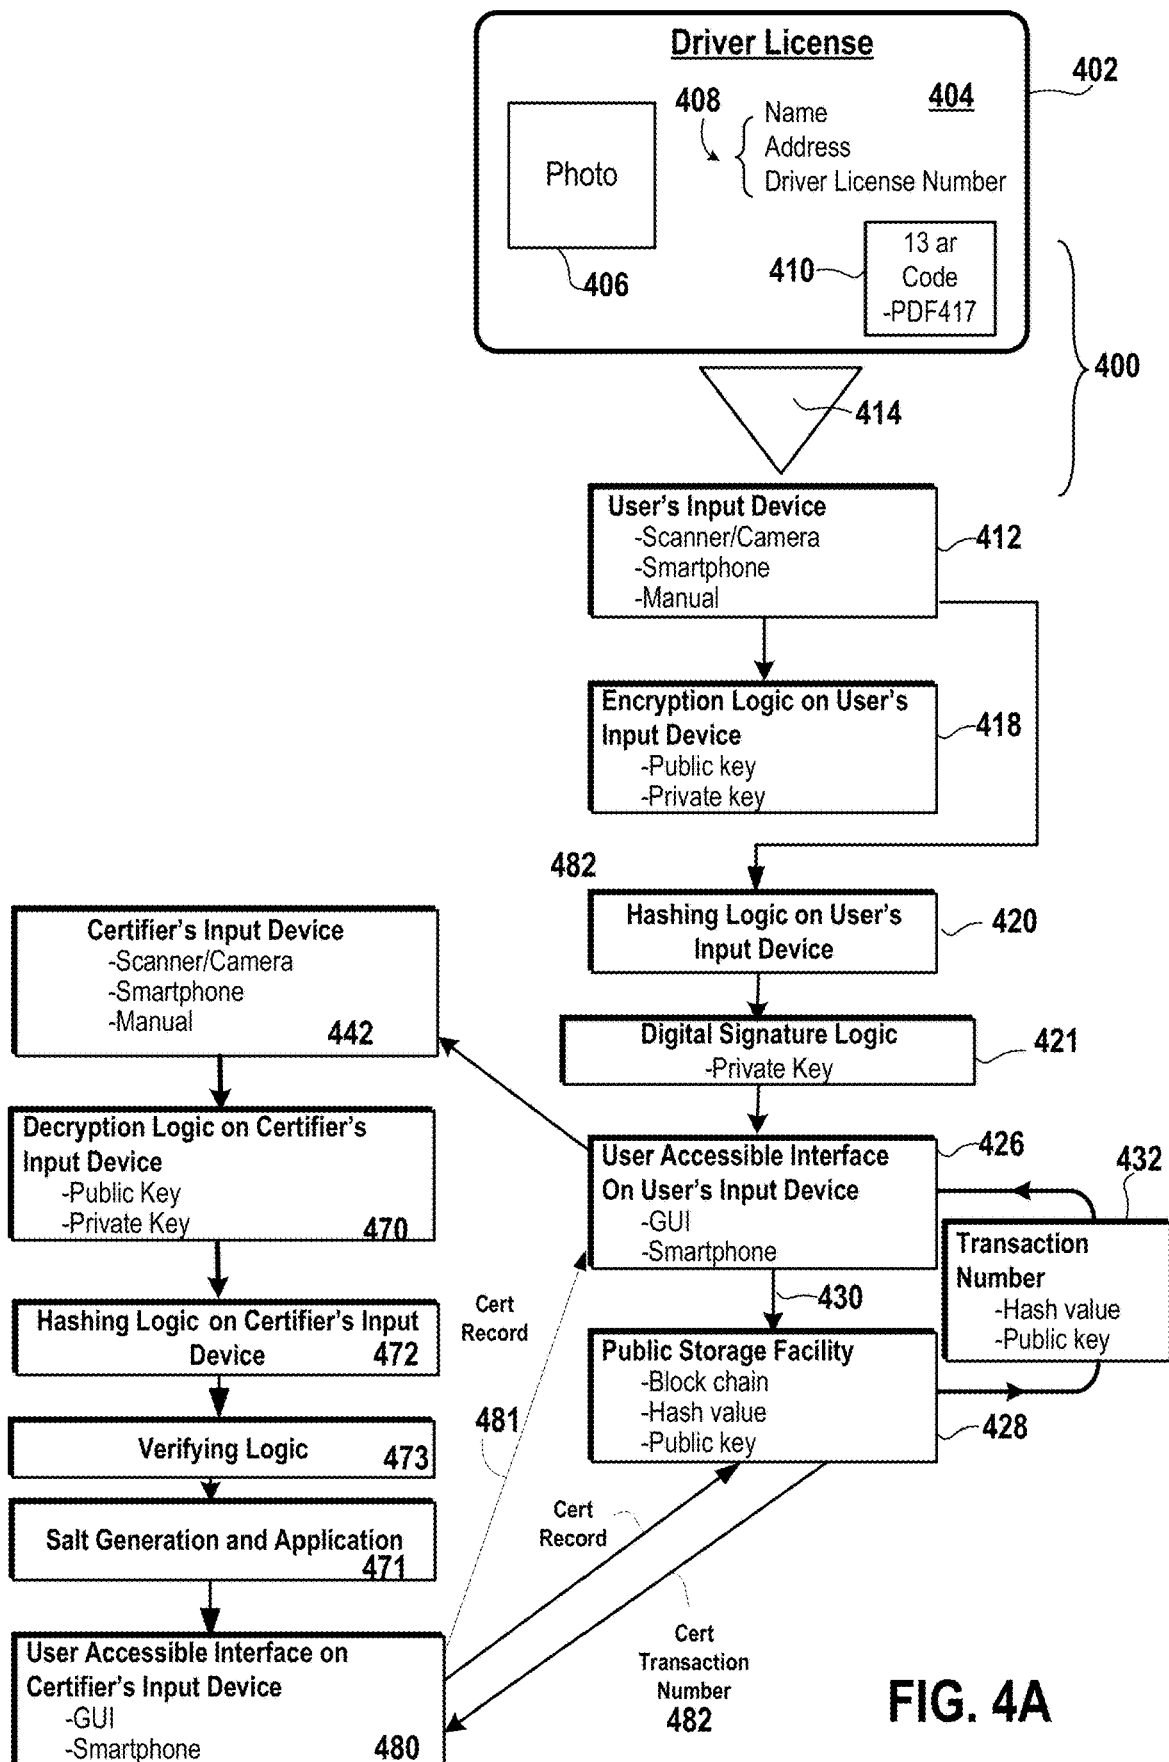 Driver License
402
404
408
Name
Address
Driver License Number
Photo
406
410
13 ar
Code
-PDF417
400
414
User's Input Device
-Scanner/Camera
-Smartphone
-Manual
412
Encryption Logic on User's
Input Device
-Public key
-Private key
418
482
Hashing Logic on User's
Input Device
420
Digital Signature Logic
-Private Key
421
Certifier's Input Device
-Scanner/Camera
-Smartphone
-Manual
442
Decryption Logic on Certifier's
Input Device
-Public Key
-Private Key
470
User Accessible Interface
On User's Input Device
-GUI
-Smartphone
426
432
Transaction
Number
-Hash value
-Public key
430
Hashing Logic on Certifier's Input
Device
472
Cert
Record
Public Storage Facility
-Block chain
-Hash value
-Public key
428
481
Verifying Logic
473
Salt Generation and Application
471
Cert
Record
User Accessible Interface on
Certifier's Input Device
-GUI
-Smartphone
480
Cert
Transaction
Number
482
FIG. 4A